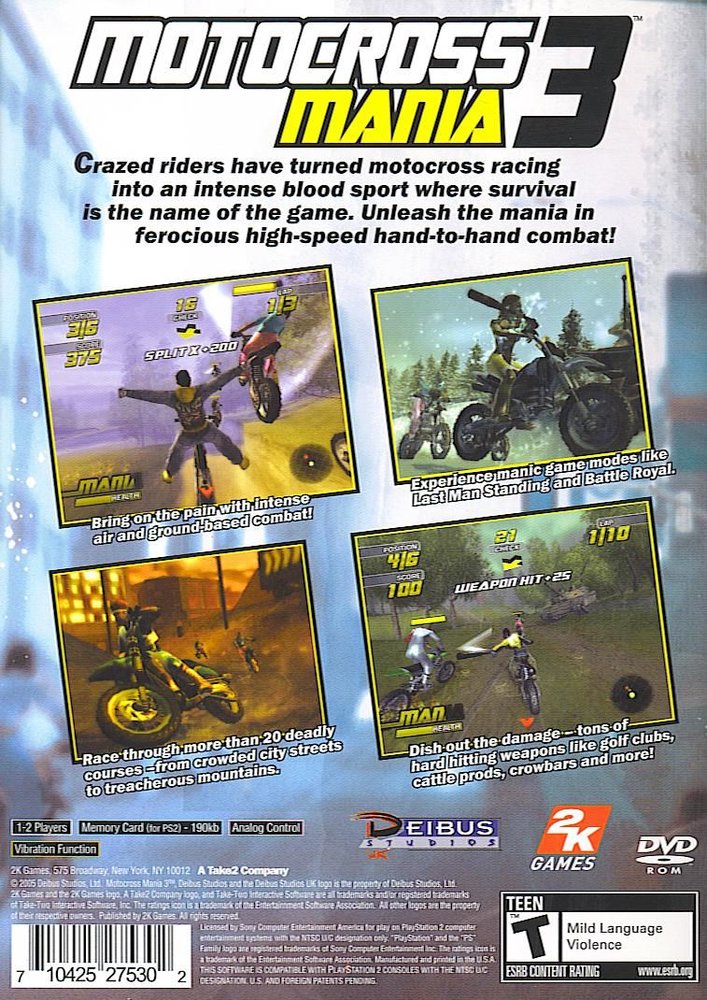 MOTOCROSS
MANIA 3™
Crazed riders have turned motocross racing
into an intense blood sport where survival
is the name of the game. Unleash the mania in
ferocious high-speed hand-to-hand combat!
POSITION
3/6
SCORE
375
16
CHECK
LAP
1/3
SPLIT X +200
MANI
HEALTH
Bring on the pain with intense
air and ground-based combat!
Experience manic game modes like
Last Man Standing and Battle Royal.
POSITION
4/6
SCORE
100
21
CHECK
LAP
1/10
WEAPON HIT +25
MAN
HEALTH
Race through more than 20 deadly
courses –from crowded city streets
to treacherous mountains.
Dish out the damage – tons of
hard hitting weapons like golf clubs,
cattle prods, crowbars and more!
1-2 Players
Memory Card (for PS2) - 190kb
Analog Control
Vibration Function
DEIBUS
STUDIOS
UK
2K
GAMES
DVD
ROM
2K Games, 575 Broadway, New York, NY 10012 A Take2 Company
© 2005 Deibus Studios, Ltd. Motocross Mania 3™, Deibus Studios and the Deibus Studios UK logo is the property of Deibus Studios, Ltd.
2K Games and the 2K Games logo, A Take2 Company logo, and Take-Two Interactive Software are all trademarks and/or registered trademarks
of Take-Two Interactive Software, Inc. The ratings icon is a trademark of the Entertainment Software Association. All other logos are the property
of their respective owners. Published by 2K Games. All rights reserved.
Licensed by Sony Computer Entertainment America for play on PlayStation 2 computer
entertainment systems with the NTSC U/C designation only. "PlayStation" and the "PS"
Family logo are registered trademarks of Sony Computer Entertainment Inc. The ratings icon is
a trademark of the Entertainment Software Association. Manufactured and printed in the U.S.A.
THIS SOFTWARE IS COMPATIBLE WITH PLAYSTATION 2 CONSOLES WITH THE NTSC U/C
DESIGNATION. U.S. AND FOREIGN PATENTS PENDING.
7 10425 27530 2
TEEN
T
Mild Language
Violence
ESRB CONTENT RATING www.esrb.org